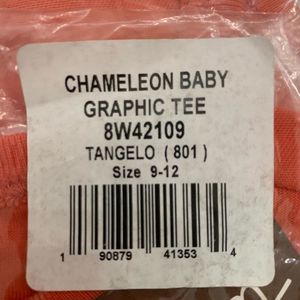 CHAMELEON BABY
GRAPHIC TEE
8W42109
TANGELO ( 801 )
Size 9-12
1 90879 41353 4